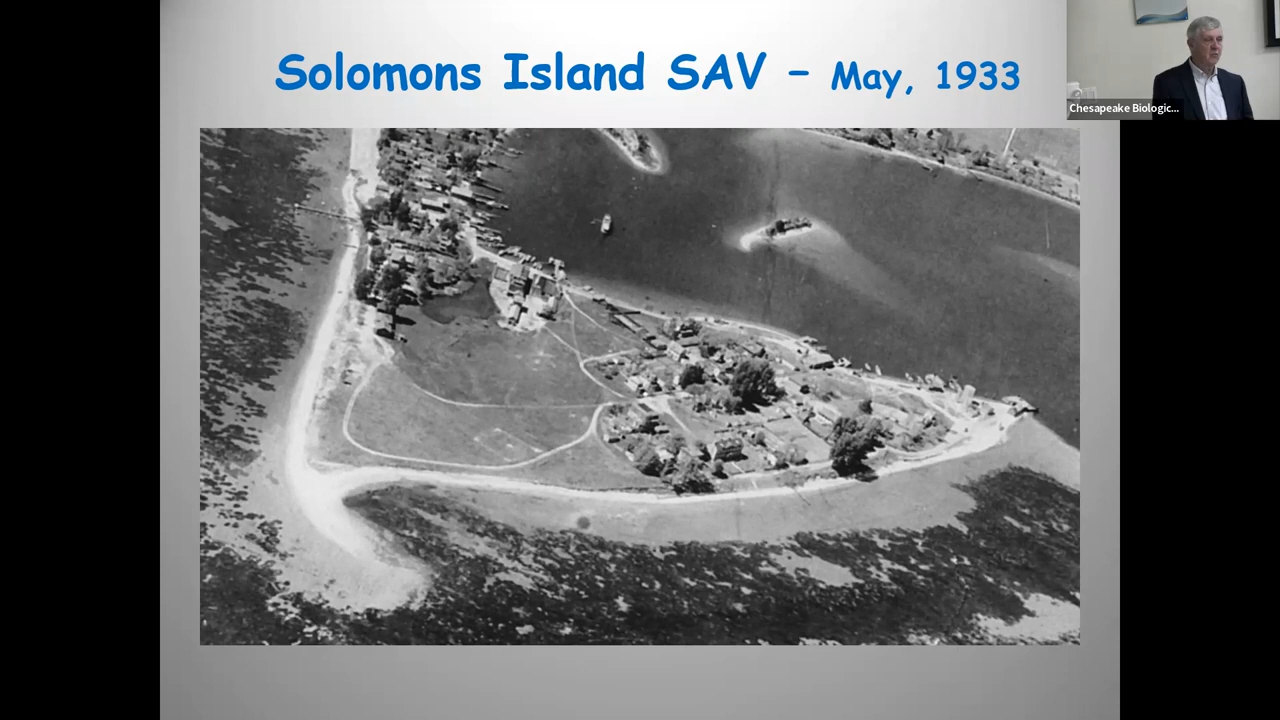 Solomons Island SAV – May, 1933
Chesapeake Biologic...